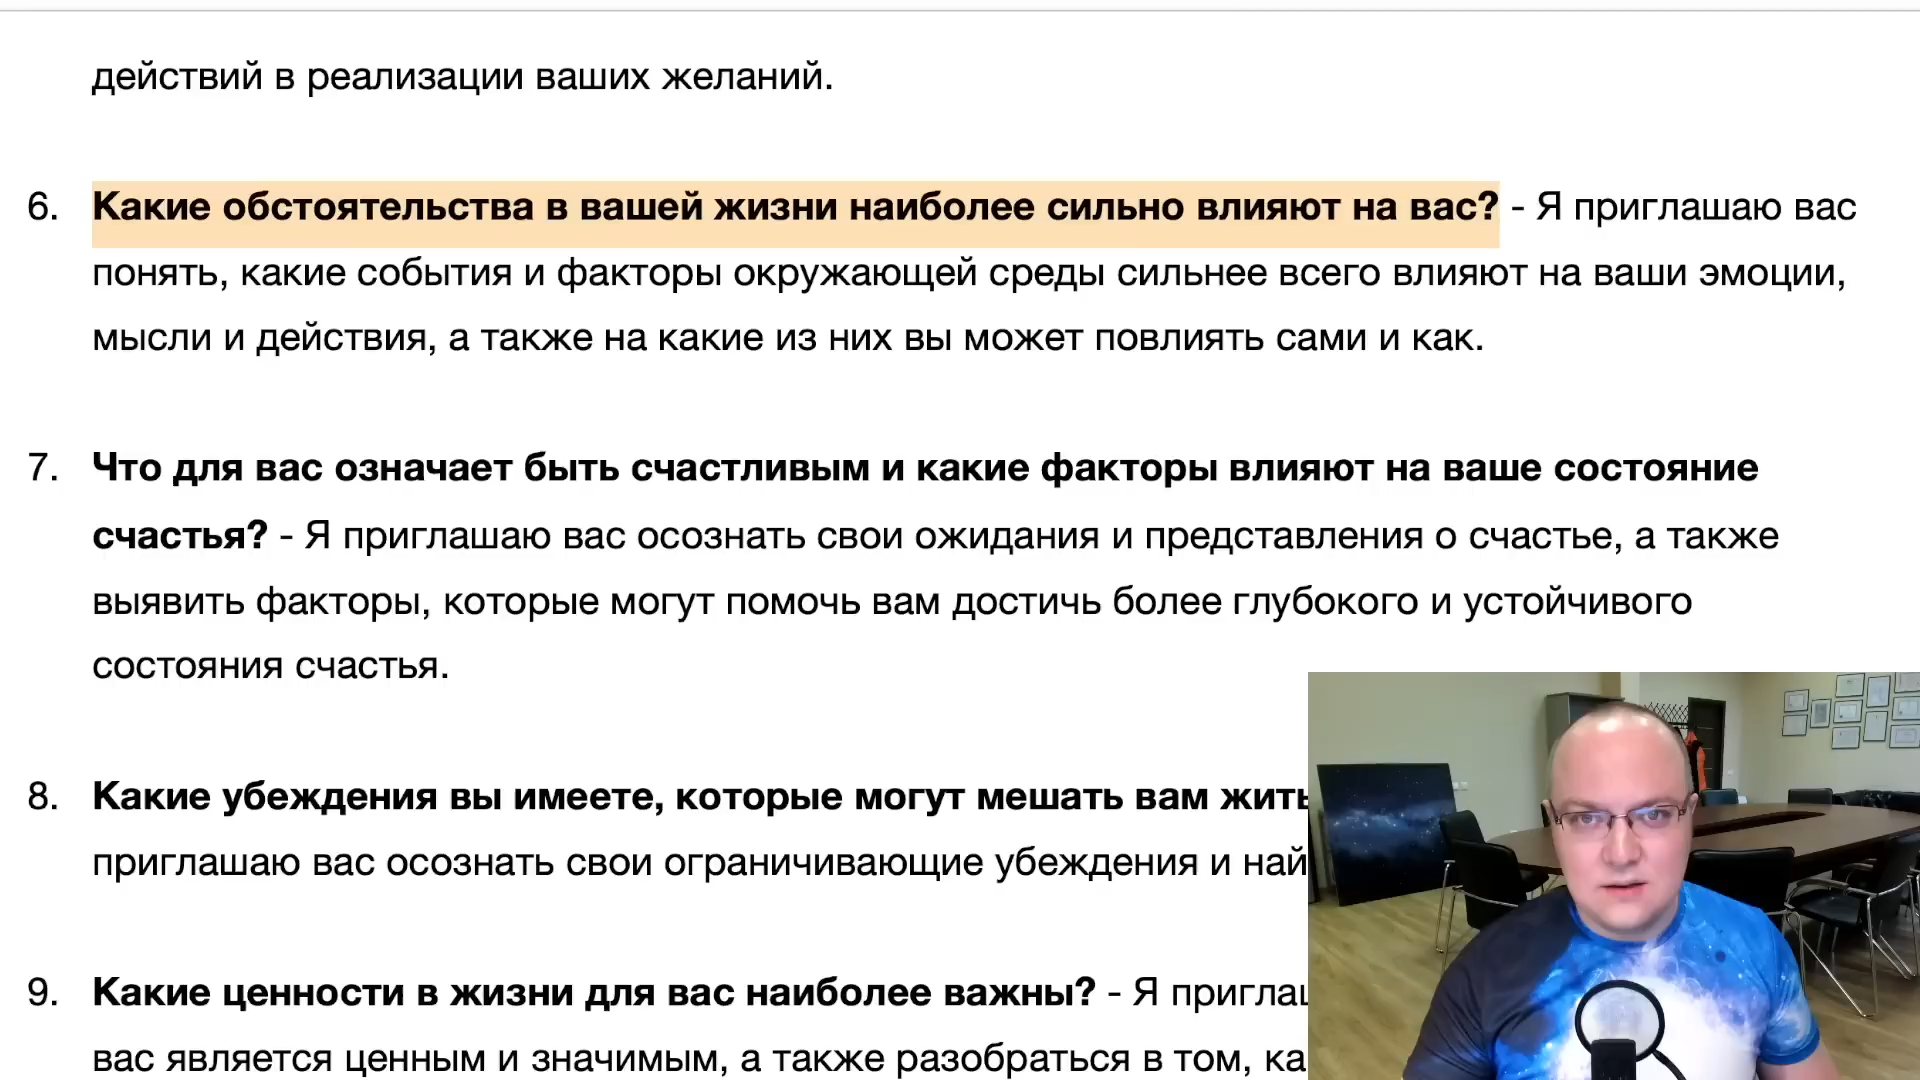 действий в реализации ваших желаний.
6. Какие обстоятельства в вашей жизни наиболее сильно влияют на вас? - Я приглашаю вас
понять, какие события и факторы окружающей среды сильнее всего влияют на ваши эмоции,
мысли и действия, а также на какие из них вы может повлиять сами и как.
7. Что для вас означает быть счастливым и какие факторы влияют на ваше состояние
счастья? - Я приглашаю вас осознать свои ожидания и представления о счастье, а также
выявить факторы, которые могут помочь вам достичь более глубокого и устойчивого
состояния счастья.
8. Какие убеждения вы имеете, которые могут мешать вам жить
приглашаю вас осознать свои ограничивающие убеждения и най
9. Какие ценности в жизни для вас наиболее важны? - Я
вас является ценным и значимым, а также разобраться в том, ка